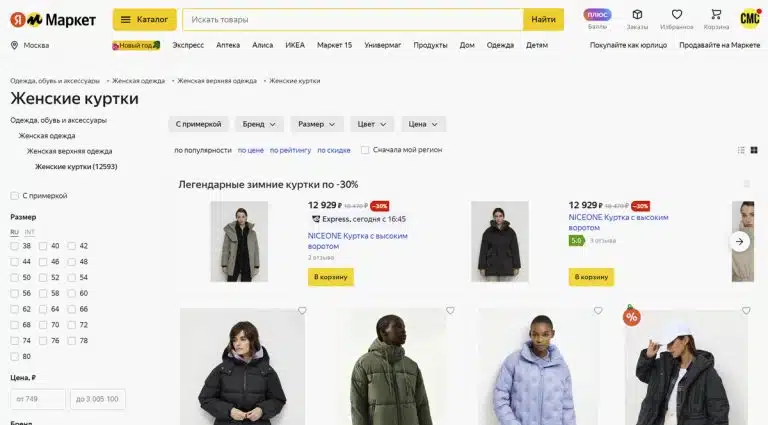 Я Маркет
Каталог
Искать товары
Найти
ПЛЮС
Баллы
Заказы
Избранное
Корзина
СМС
Москва
Новый год
Экспресс
Аптека
Алиса
ИКЕА
Маркет 15
Универмаг
Продукты
Дом
Одежда
Детям
Покупайте как юрлицо
Продавайте на Маркете
Одежда, обувь и аксессуары • Женская одежда • Женская верхняя одежда • Женские куртки
Женские куртки
Одежда, обувь и аксессуары
Женская одежда
Женская верхняя одежда
Женские куртки (12593)
С примеркой
Размер
RU INT
38 40 42
44 46 48
50 52 54
56 58 60
62 64 66
68 70 72
74 76 78
80
Цена, ₽
от 749
до 3 005 100
Бренд
С примеркой
Бренд
Размер
Цвет
Цена
по популярности по цене по рейтингу по скидке
Сначала мой регион
Легендарные зимние куртки по -30%
12 929 ₽ 18 470 ₽ −30%
Express, сегодня с 16:45
NICEONE Куртка с высоким
воротом
2 отзыва
В корзину
12 929 ₽ 18 470 ₽ −30%
NICEONE Куртка с высоким
воротом
5.0 3 отзыва
В корзину
%